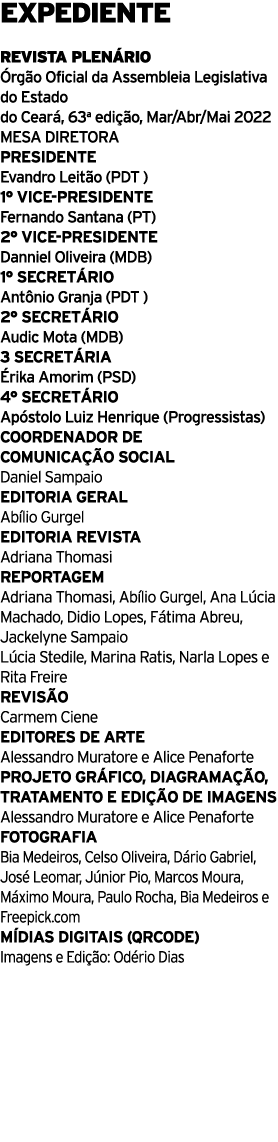 EXPEDIENTE
REVISTA PLENÁRIO
Órgão Oficial da Assembleia Legislativa
do Estado
do Ceará, 63ª edição, Mar/Abr/Mai 2022
MESA DIRETORA
PRESIDENTE
Evandro Leitão (PDT )
1º VICE-PRESIDENTE
Fernando Santana (PT)
2º VICE-PRESIDENTE
Danniel Oliveira (MDB)
1º SECRETÁRIO
Antônio Granja (PDT )
2º SECRETÁRIO
Audic Mota (MDB)
3 SECRETÁRIA
Érika Amorim (PSD)
4º SECRETÁRIO
Apóstolo Luiz Henrique (Progressistas)
COORDENADOR DE
COMUNICAÇÃO SOCIAL
Daniel Sampaio
EDITORIA GERAL
Abílio Gurgel
EDITORIA REVISTA
Adriana Thomasi
REPORTAGEM
Adriana Thomasi, Abílio Gurgel, Ana Lúcia
Machado, Didio Lopes, Fátima Abreu,
Jackelyne Sampaio
Lúcia Stedile, Marina Ratis, Narla Lopes e
Rita Freire
REVISÃO
Carmem Ciene
EDITORES DE ARTE
Alessandro Muratore e Alice Penaforte
PROJETO GRÁFICO, DIAGRAMAÇÃO,
TRATAMENTO E EDIÇÃO DE IMAGENS
Alessandro Muratore e Alice Penaforte
FOTOGRAFIA
Bia Medeiros, Celso Oliveira, Dário Gabriel,
José Leomar, Júnior Pio, Marcos Moura,
Máximo Moura, Paulo Rocha, Bia Medeiros e
Freepick.com
MÍDIAS DIGITAIS (QRCODE)
Imagens e Edição: Odério Dias